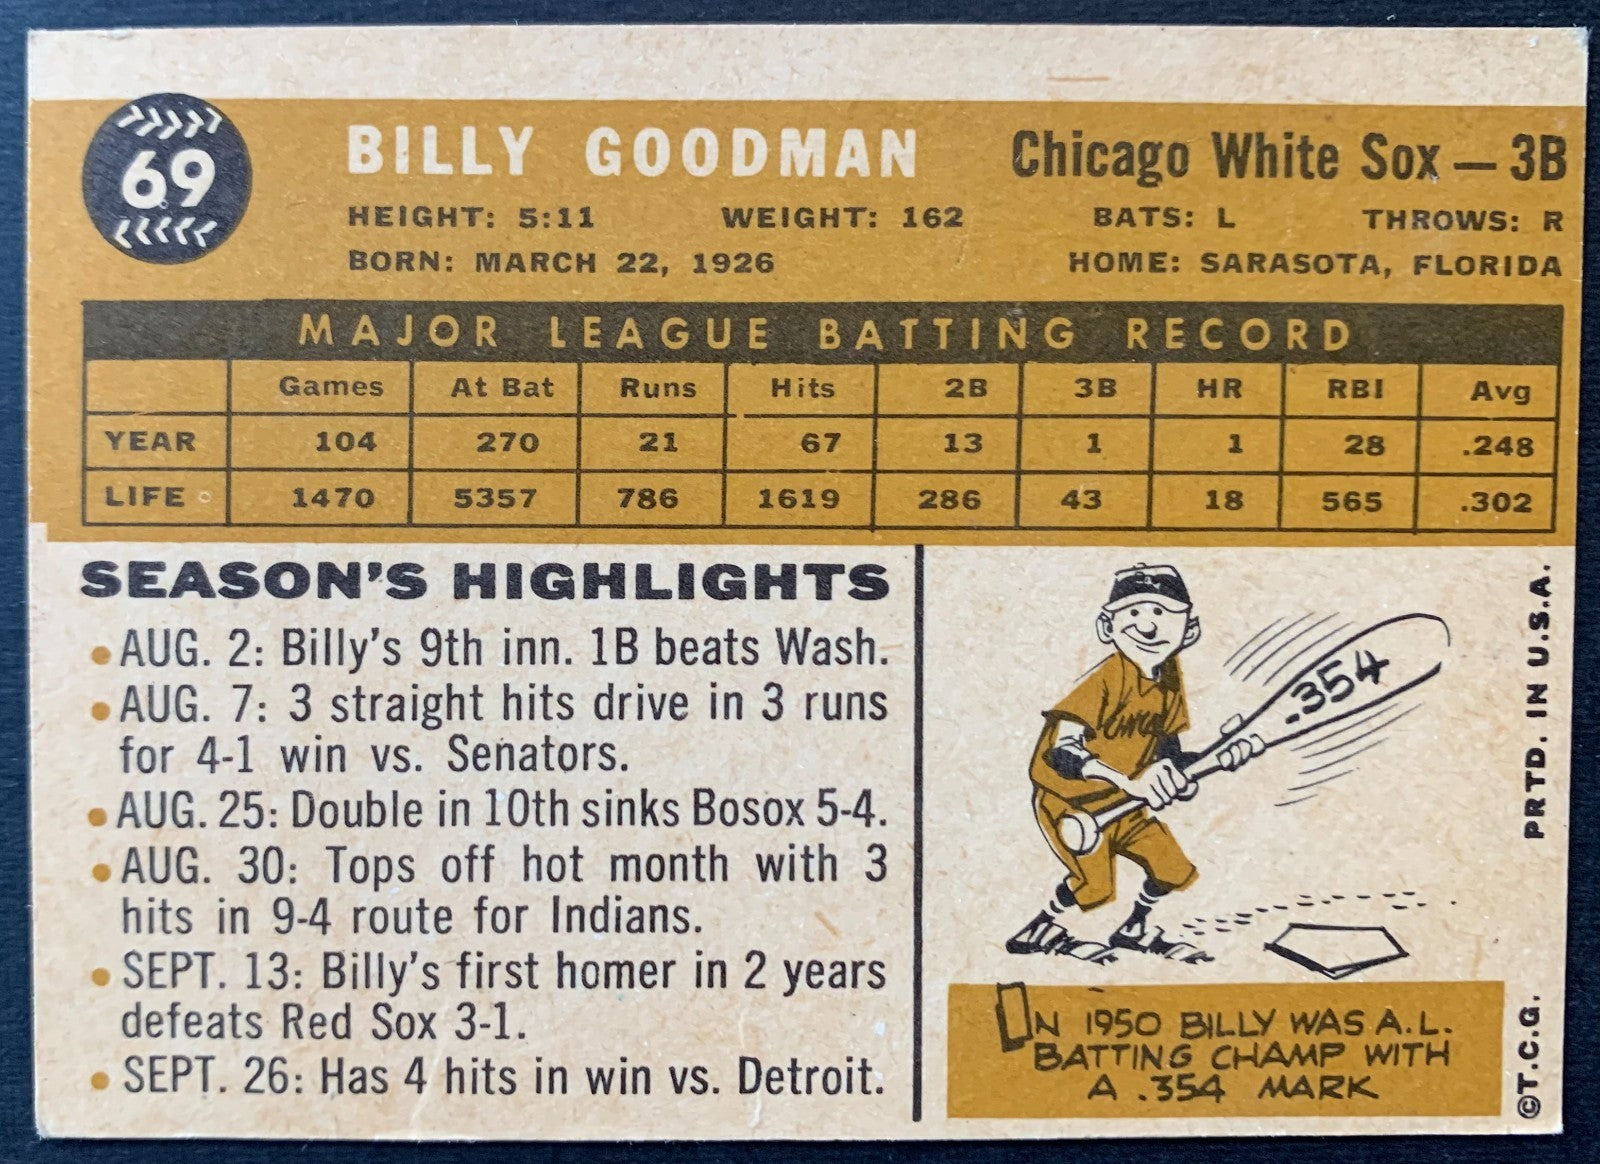 69
BILLY GOODMAN
Chicago White Sox — 3B
HEIGHT: 5:11 WEIGHT: 162 BATS: L THROWS: R
BORN: MARCH 22, 1926 HOME: SARASOTA, FLORIDA
MAJOR LEAGUE BATTING RECORD
Games At Bat Runs Hits 2B 3B HR RBI Avg
YEAR 104 270 21 67 13 1 1 28 .248
LIFE 1470 5357 786 1619 286 43 18 565 .302
SEASON'S HIGHLIGHTS
• AUG. 2: Billy's 9th inn. 1B beats Wash.
• AUG. 7: 3 straight hits drive in 3 runs
for 4-1 win vs. Senators.
• AUG. 25: Double in 10th sinks Bosox 5-4.
• AUG. 30: Tops off hot month with 3
hits in 9-4 route for Indians.
• SEPT. 13: Billy's first homer in 2 years
defeats Red Sox 3-1.
• SEPT. 26: Has 4 hits in win vs. Detroit.
.354
IN 1950 BILLY WAS A.L.
BATTING CHAMP WITH
A .354 MARK
©T.C.G. PRTD. IN U.S.A.